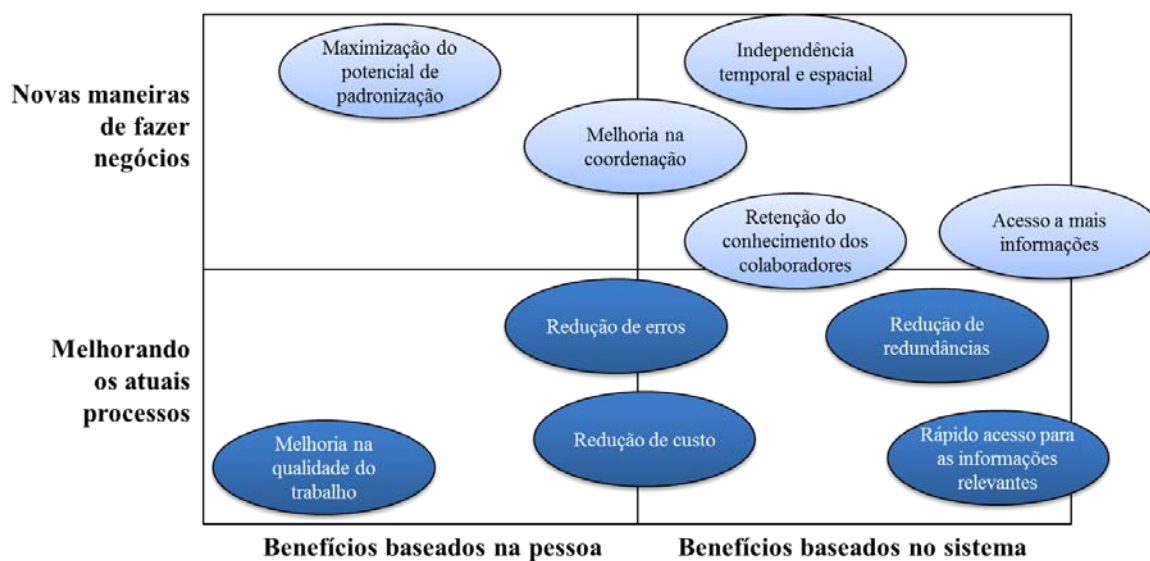 Novas maneiras
de fazer
negócios
Maximização do
potencial de
padronização
Independência
temporal e espacial
Melhoria na
coordenação
Retenção do
conhecimento dos
colaboradores
Acesso a mais
informações
Melhorando
os atuais
processos
Redução de erros
Redução de
redundâncias
Redução de custo
Melhoria na
qualidade do
trabalho
Rápido acesso para
as informações
relevantes
Benefícios baseados na pessoa
Benefícios baseados no sistema